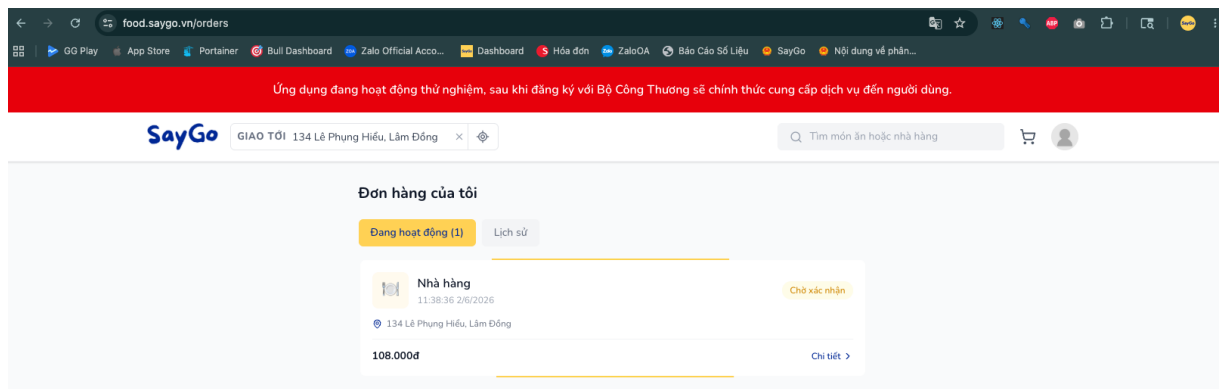 food.saygo.vn/orders
GG Play App Store Portainer Bull Dashboard Zalo Official Acco... Dashboard Hóa đơn ZaloOA Báo Cáo Số Liệu SayGo Nội dung về phân...
Ứng dụng đang hoạt động thử nghiệm, sau khi đăng ký với Bộ Công Thương sẽ chính thức cung cấp dịch vụ đến người dùng.
SayGo GIAO TỚI 134 Lê Phụng Hiểu, Lâm Đồng Tìm món ăn hoặc nhà hàng
Đơn hàng của tôi
Đang hoạt động (1) Lịch sử
Nhà hàng
11:38:36 2/6/2026
Chờ xác nhận
134 Lê Phụng Hiểu, Lâm Đồng
108.000đ Chi tiết